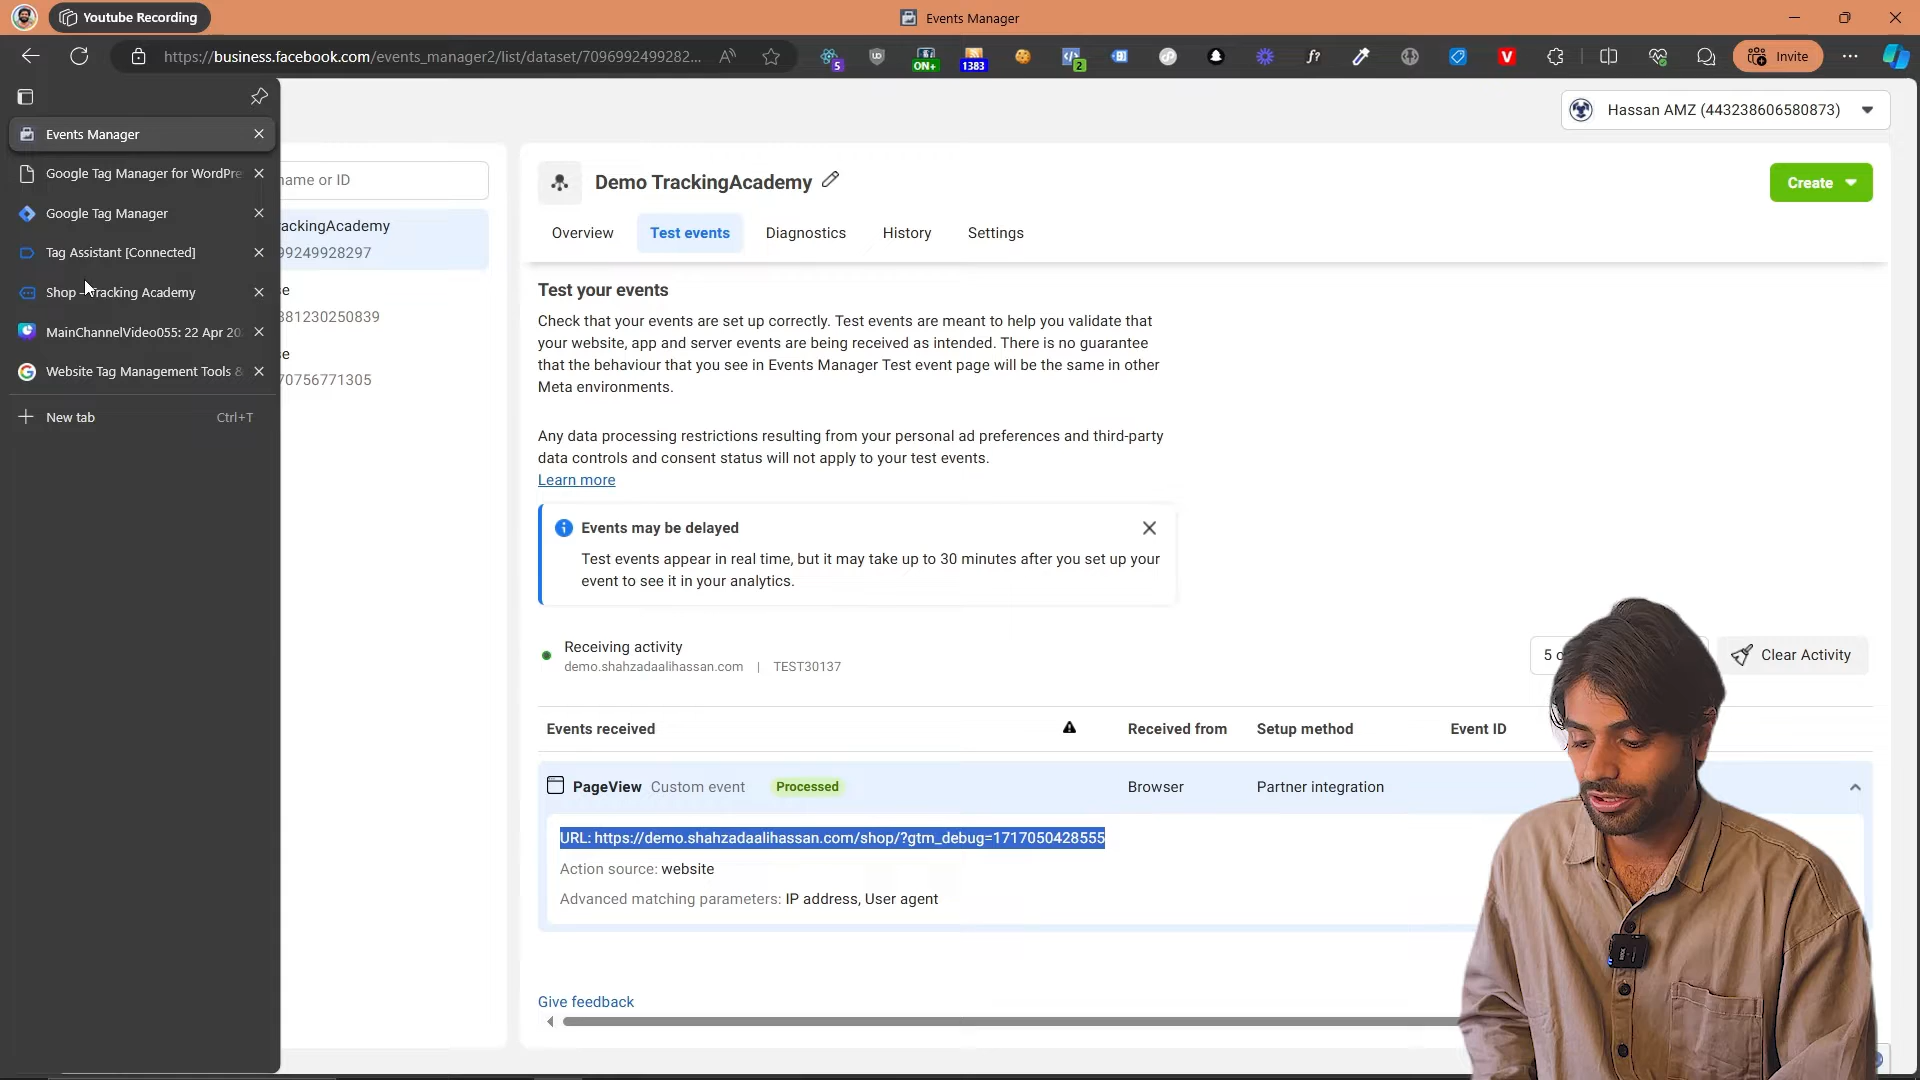 Youtube Recording
Events Manager
https://business.facebook.com/events_manager2/list/dataset/7096992499282...
5
ON+
1383
2
f?
V
Invite
Events Manager
Google Tag Manager for WordPre
Google Tag Manager
Tag Assistant [Connected]
Shop - Tracking Academy
MainChannelVideo055: 22 Apr 20
Website Tag Management Tools &
New tab
Ctrl+T
name or ID
ackingAcademy
99249928297
se
381230250839
se
70756771305
Hassan AMZ (443238606580873)
Demo TrackingAcademy
Create
Overview
Test events
Diagnostics
History
Settings
Test your events
Check that your events are set up correctly. Test events are meant to help you validate that
your website, app and server events are being received as intended. There is no guarantee
that the behaviour that you see in Events Manager Test event page will be the same in other
Meta environments.
Any data processing restrictions resulting from your personal ad preferences and third-party
data controls and consent status will not apply to your test events.
Learn more
Events may be delayed
Test events appear in real time, but it may take up to 30 minutes after you set up your
event to see it in your analytics.
Receiving activity
demo.shahzadaalihassan.com | TEST30137
5 o
Clear Activity
Events received
Received from
Setup method
Event ID
PageView Custom event
Processed
Browser
Partner integration
URL: https://demo.shahzadaalihassan.com/shop/?gtm_debug=1717050428555
Action source: website
Advanced matching parameters: IP address, User agent
Give feedback